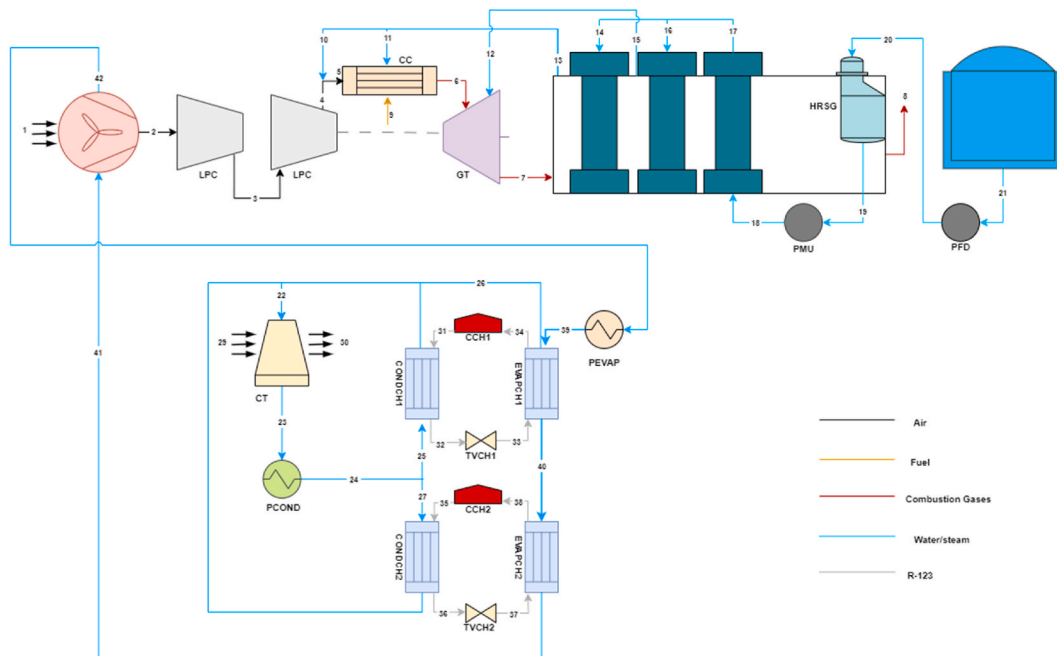 10
11
12
14
15
16
17
20
CC
13
5
6
42
4
9
8
HRSG
1
2
LPC
LPC
3
GT
7
18
PMU
19
PFD
21
22
26
29
30
31
CCH1
34
39
PEVAP
41
CT
CONDCH1
EVAPCH1
23
32
TVCH1
33
25
40
24
PCOND
27
35
CCH2
38
CONDCH2
EVAPCH2
36
TVCH2
37
Air
Fuel
Combustion Gases
Water/steam
R-123